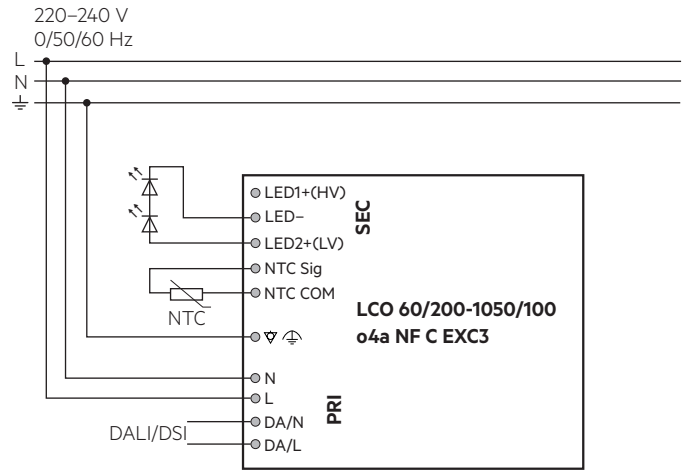 220–240 V
0/50/60 Hz
L
N
LED1+(HV)
LED–
LED2+(LV)
SEC
NTC Sig
NTC COM
NTC
LCO 60/200-1050/100
o4a NF C EXC3
N
L
PRI
DA/N
DALI/DSI
DA/L